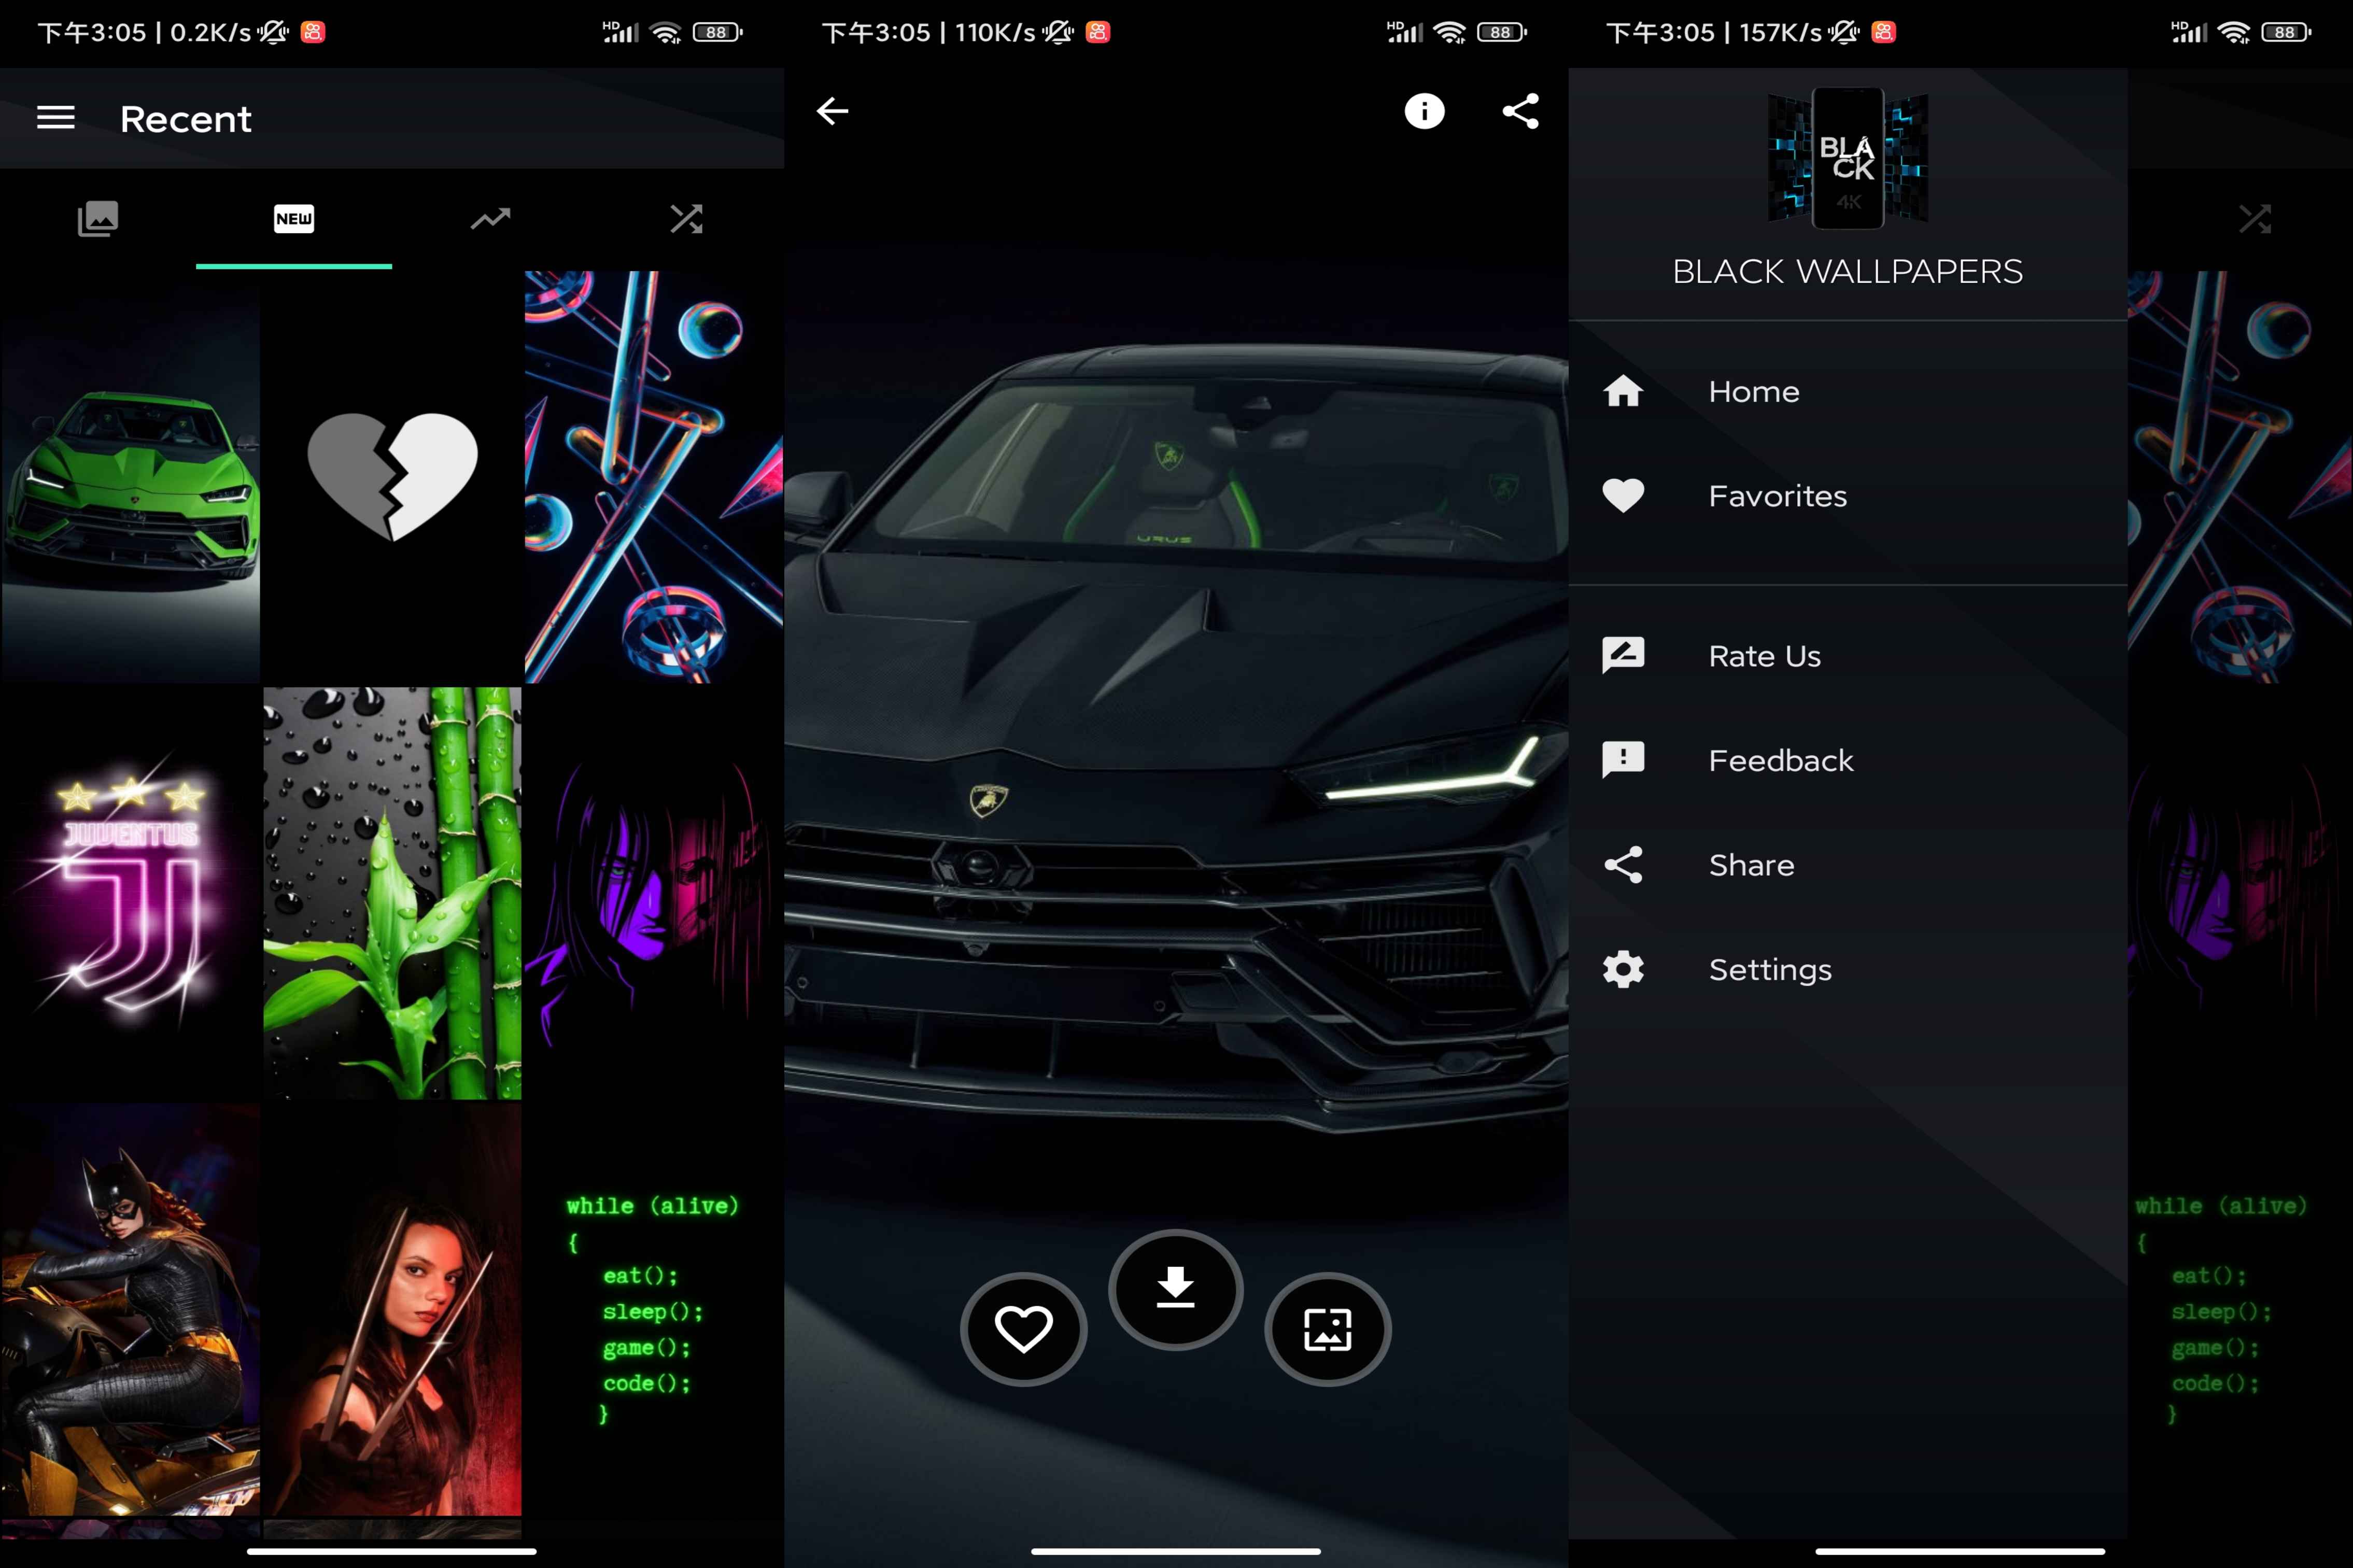 下午3:05 | 0.2K/s
HD
88
Recent
NEW
JUVENTUS
while (alive)
{
eat();
sleep();
game();
code();
}
下午3:05 | 110K/s
HD
88
URUS
下午3:05 | 157K/s
HD
88
BLA
CK
4K
BLACK WALLPAPERS
Home
Favorites
Rate Us
Feedback
Share
Settings
while (alive)
{
eat();
sleep();
game();
code();
}